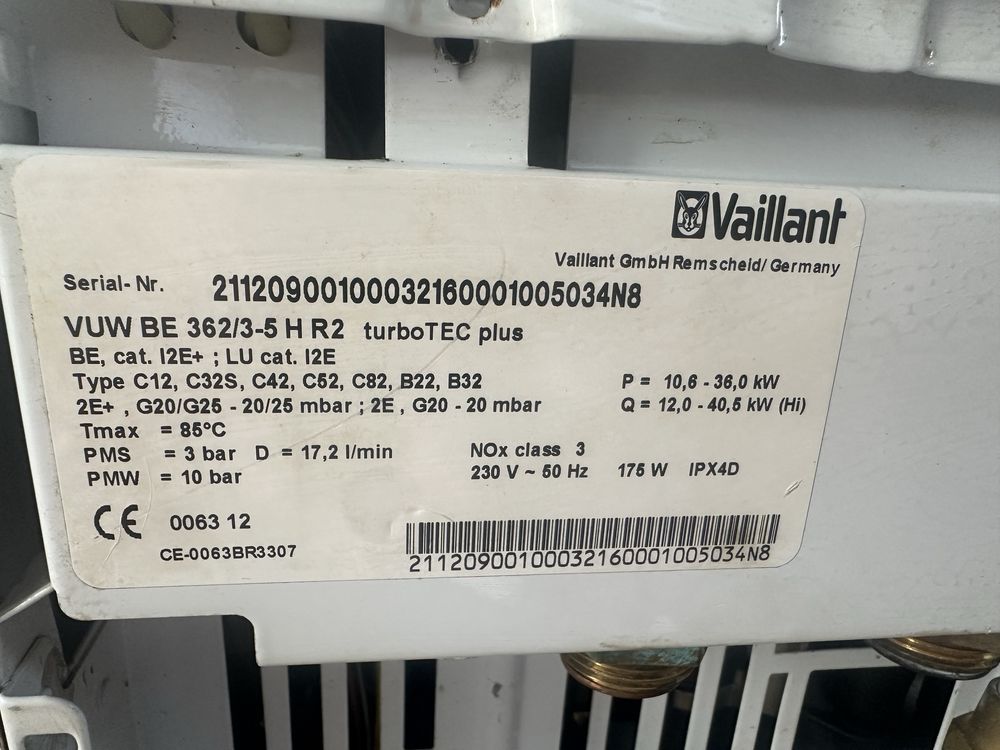 Vaillant
Vaillant GmbH Remscheid/ Germany
Serial- Nr. 21120900100032160001005034N8
VUW BE 362/3-5 H R2 turboTEC plus
BE, cat. I2E+ ; LU cat. I2E
Type C12, C32S, C42, C52, C82, B22, B32 P = 10,6 - 36,0 kW
2E+ , G20/G25 - 20/25 mbar ; 2E , G20 - 20 mbar Q = 12,0 - 40,5 kW (Hi)
Tmax = 85°C
PMS = 3 bar D = 17,2 l/min NOx class 3
PMW = 10 bar 230 V ~ 50 Hz 175 W IPX4D
CE 0063 12
CE-0063BR3307
21120900100032160001005034N8